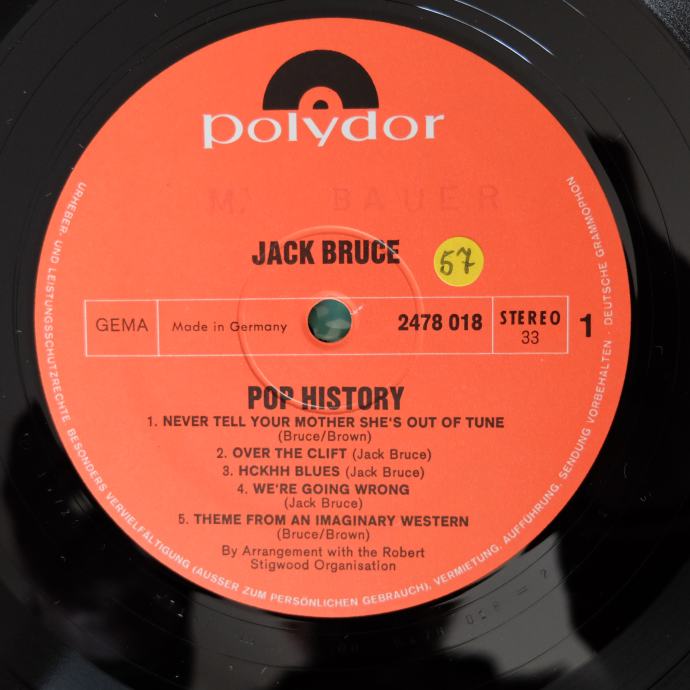 polydor
BAUER
JACK BRUCE
57
GEMA
Made in Germany
2478 018
STEREO
33
1
POP HISTORY
1. NEVER TELL YOUR MOTHER SHE'S OUT OF TUNE
(Bruce/Brown)
2. OVER THE CLIFT (Jack Bruce)
3. HCKHH BLUES (Jack Bruce)
4. WE'RE GOING WRONG
(Jack Bruce)
5. THEME FROM AN IMAGINARY WESTERN
(Bruce/Brown)
By Arrangement with the Robert
Stigwood Organisation
URHEBER- UND LEISTUNGSSCHUTZRECHTE BESONDERS VERVIELFÄLTIGUNG (AUSSER ZUM PERSÖNLICHEN GEBRAUCH), VERMIETUNG, AUFFÜHRUNG, SENDUNG VORBEHALTEN · DEUTSCHE GRAMMOPHON